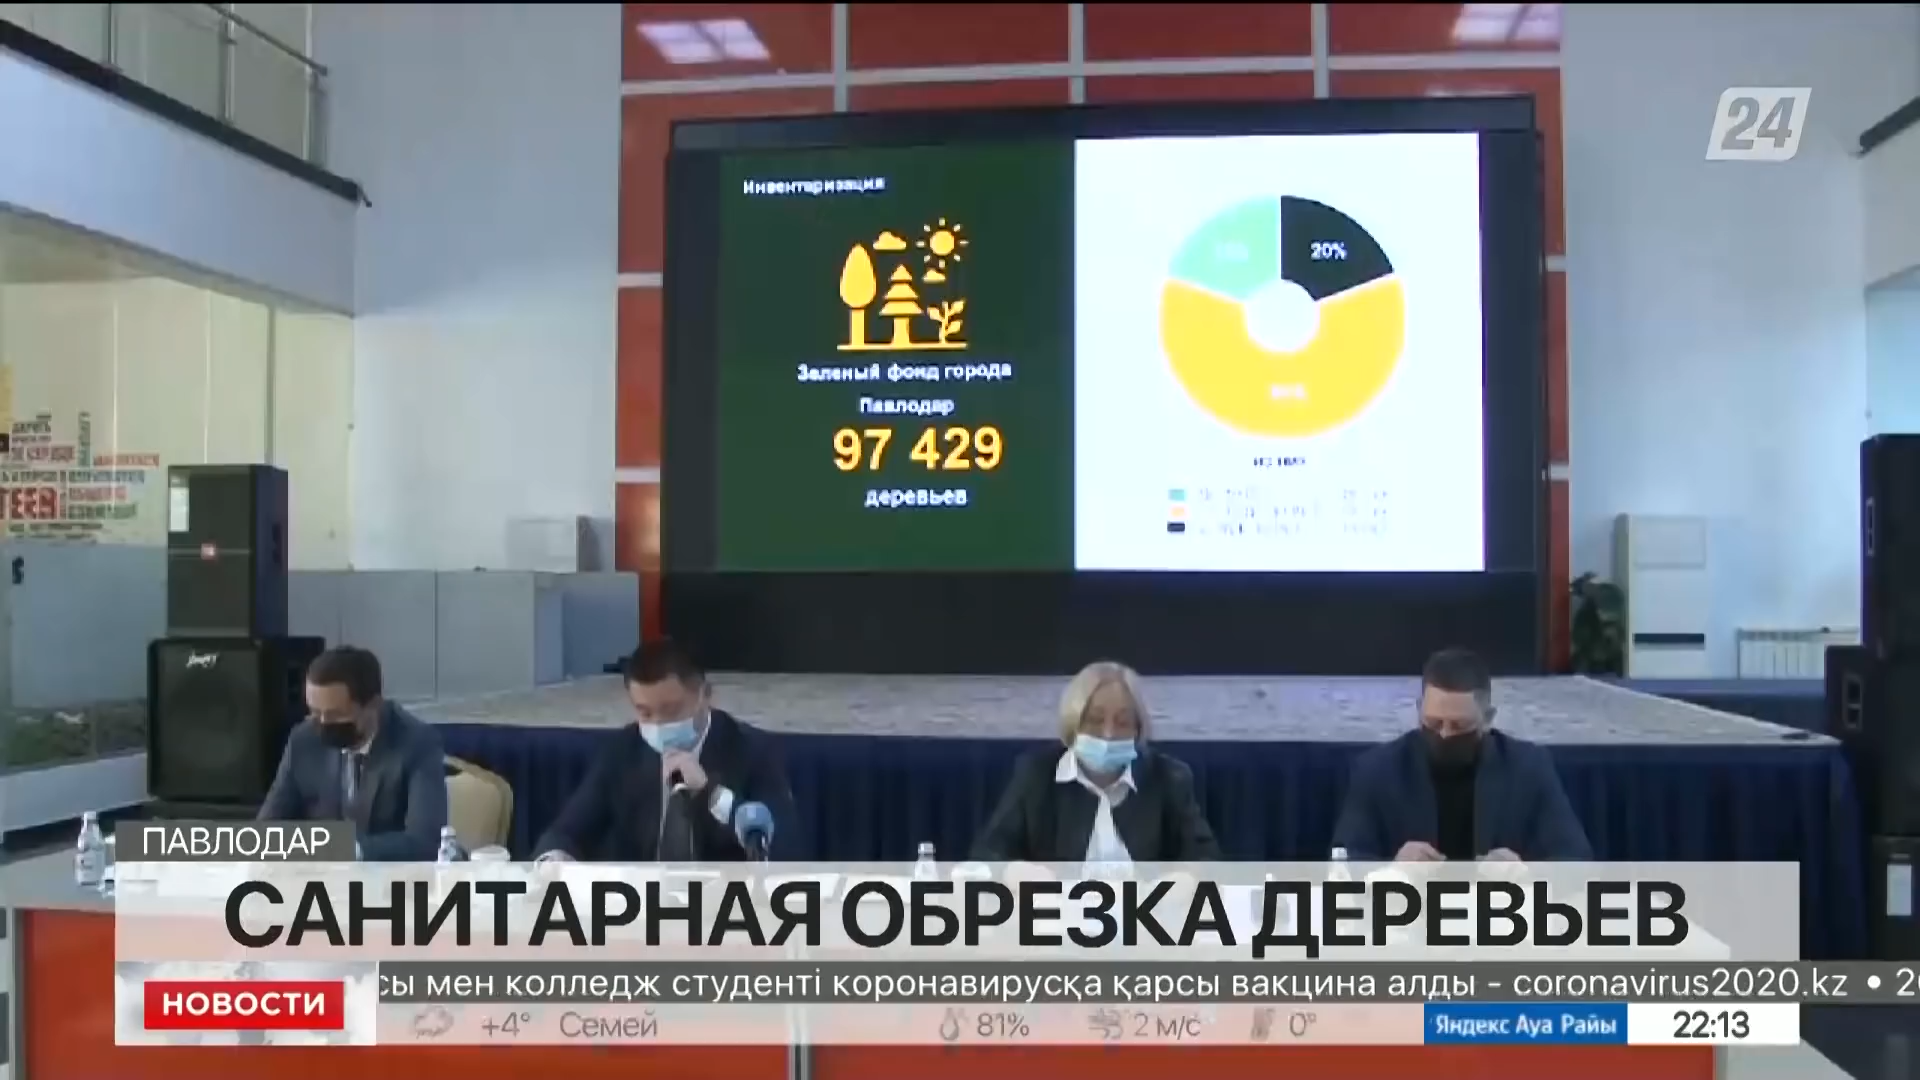 24
Инвентаризация
20%
Зеленый фонд города
Павлодар
97 429
деревьев
ПАВЛОДАР
САНИТАРНАЯ ОБРЕЗКА ДЕРЕВЬЕВ
НОВОСТИ
сы мен колледж студенті коронавирусқа қарсы вакцина алды - coronavirus2020.kz • 20
+4° Семей 81% 2 м/с 0° Яндекс Ауа Райы 22:13